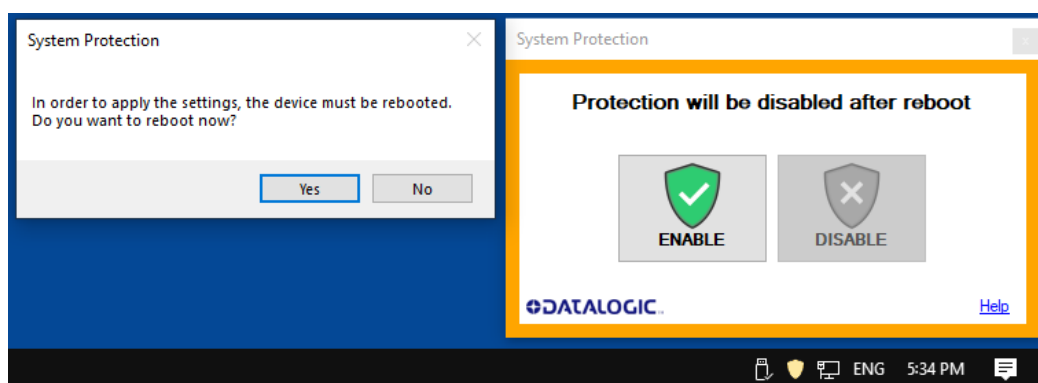 System Protection
In order to apply the settings, the device must be rebooted.
Do you want to reboot now?
Yes
No
System Protection
Protection will be disabled after reboot
ENABLE
DISABLE
DATALOGIC
Help
ENG 5:34 PM